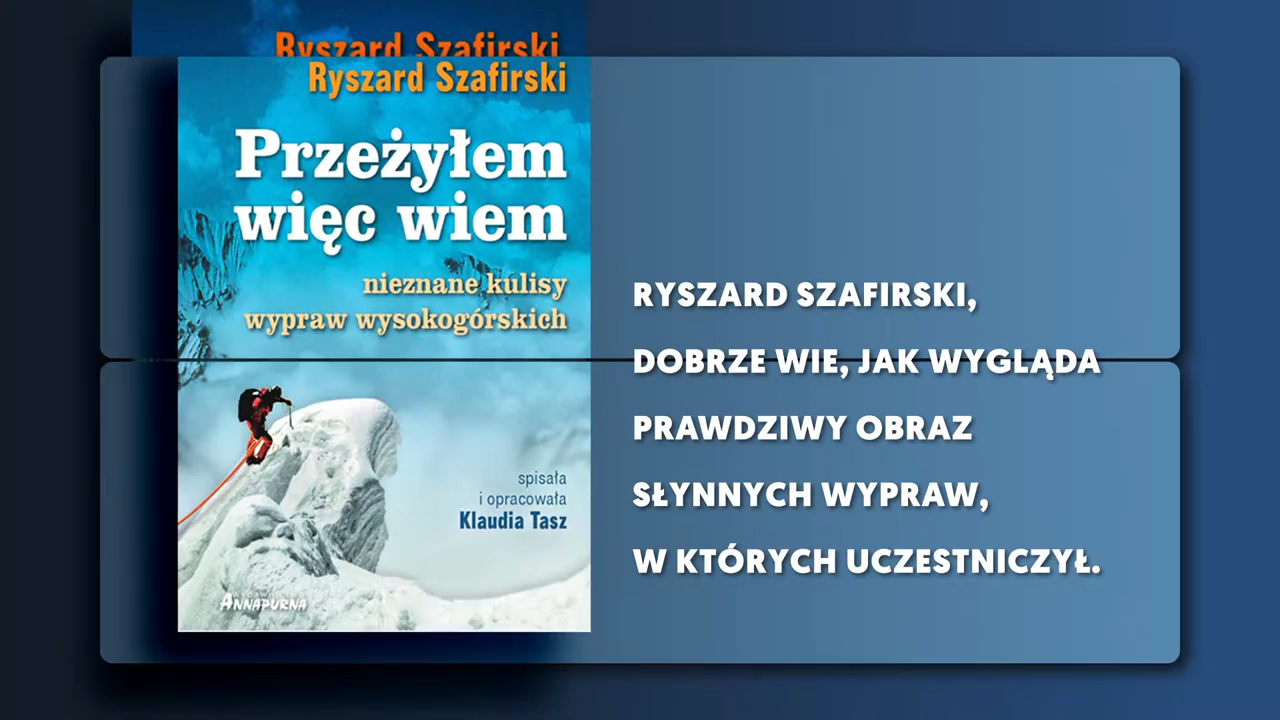 Ryszard Szafirski
Ryszard Szafirski
Przeżyłem
więc wiem
nieznane kulisy
wypraw wysokogórskich
spisała
i opracowała
Klaudia Tasz
Wydawnictwo
ANNAPURNA
RYSZARD SZAFIRSKI,
DOBRZE WIE, JAK WYGLĄDA
PRAWDZIWY OBRAZ
SŁYNNYCH WYPRAW,
W KTÓRYCH UCZESTNICZYŁ.